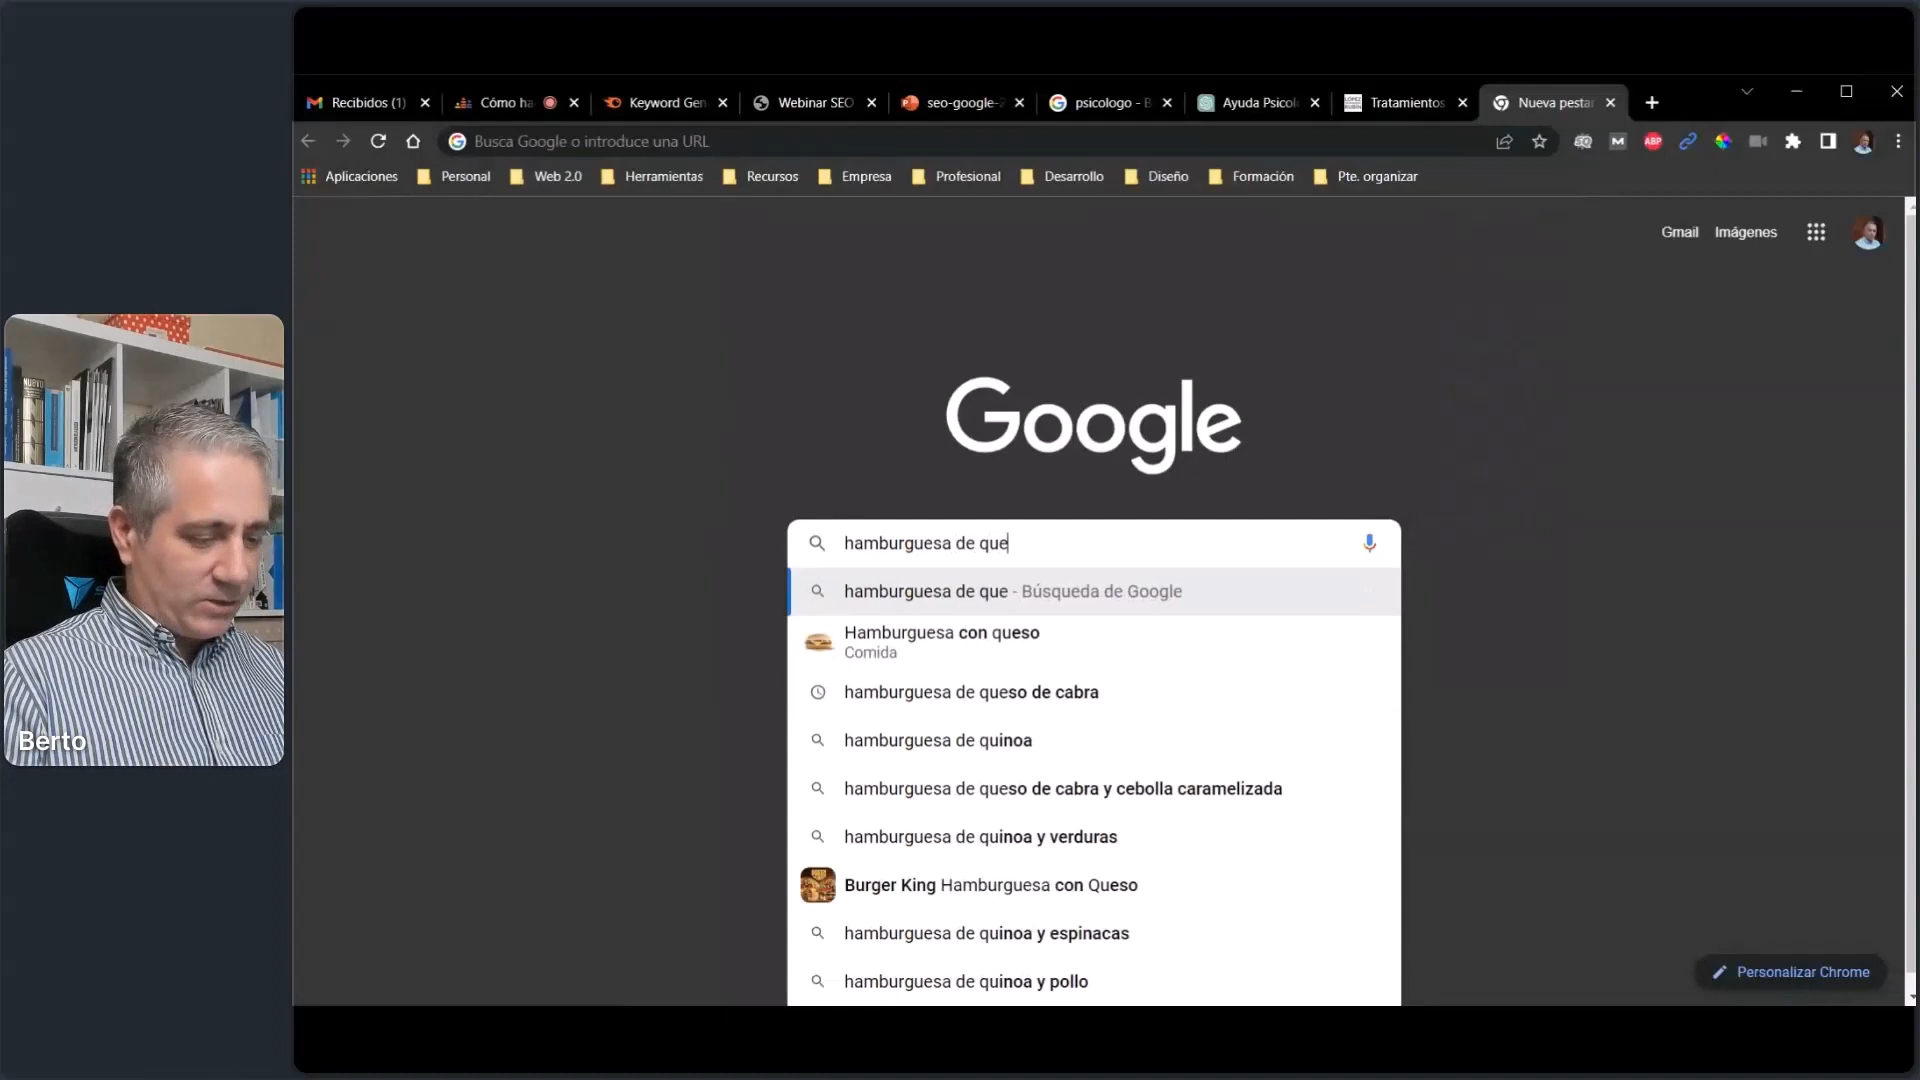 Recibidos (1)
Cómo ha
Keyword Gen
Webinar SEO
seo-google-2
psicologo - B
Ayuda Psicol
Tratamientos
Nueva pestañ
Busca Google o introduce una URL
Aplicaciones
Personal
Web 2.0
Herramientas
Recursos
Empresa
Profesional
Desarrollo
Diseño
Formación
Pte. organizar
Gmail
Imágenes
Google
hamburguesa de que
hamburguesa de que - Búsqueda de Google
Hamburguesa con queso
Comida
hamburguesa de queso de cabra
hamburguesa de quinoa
hamburguesa de queso de cabra y cebolla caramelizada
hamburguesa de quinoa y verduras
Burger King Hamburguesa con Queso
hamburguesa de quinoa y espinacas
hamburguesa de quinoa y pollo
Personalizar Chrome
ABP
M
NUEVO
Berto